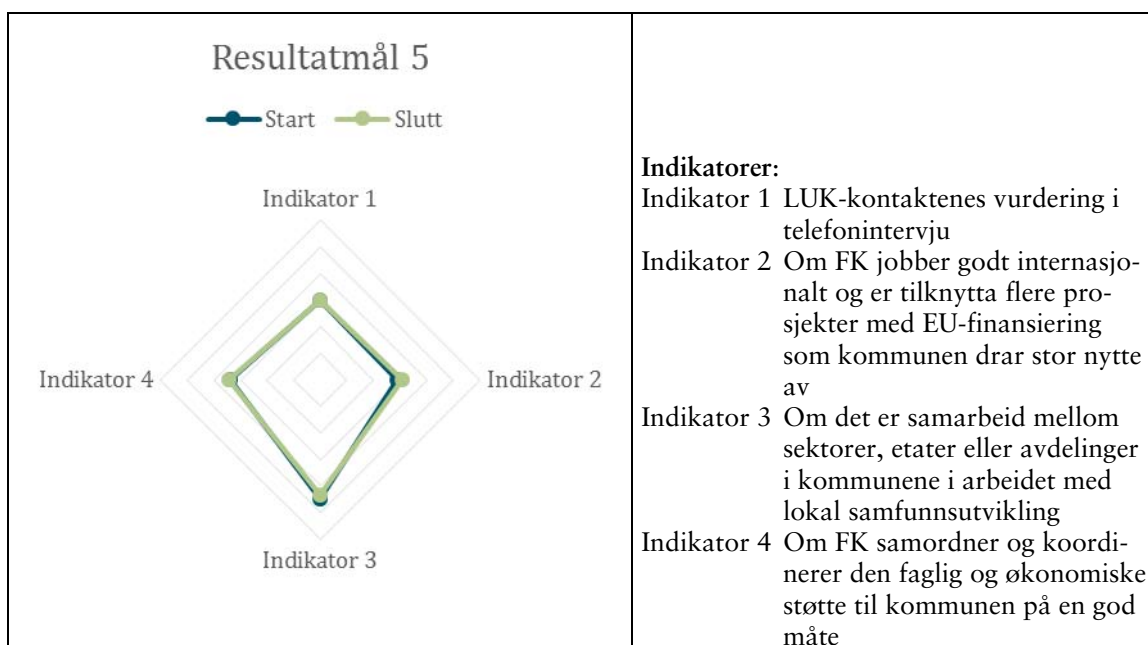 Resultatmål 5
Start Slutt
Indikator 1
Indikator 4
Indikator 2
Indikator 3
Indikatorer:
Indikator 1 LUK-kontaktenes vurdering i
telefonintervju
Indikator 2 Om FK jobber godt internasjo-
nalt og er tilknytta flere pro-
sjekter med EU-finansiering
som kommunen drar stor nytte
av
Indikator 3 Om det er samarbeid mellom
sektorer, etater eller avdelinger
i kommunene i arbeidet med
lokal samfunnsutvikling
Indikator 4 Om FK samordner og koordi-
nerer den faglig og økonomiske
støtte til kommunen på en god
måte